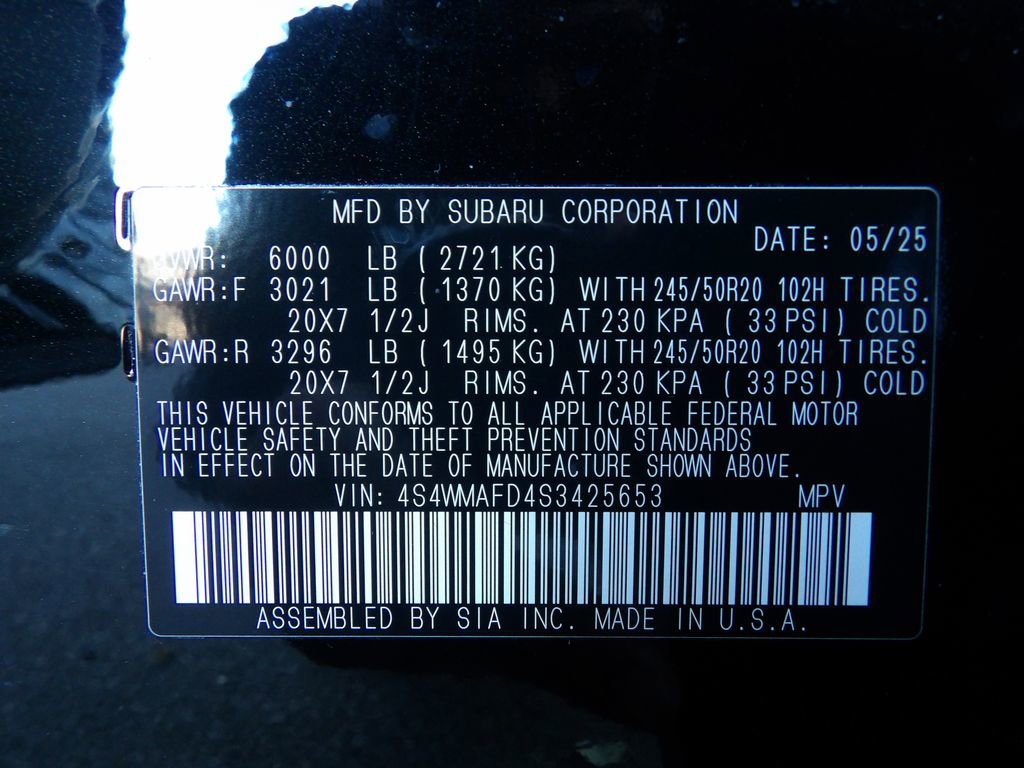 MFD BY SUBARU CORPORATION
DATE: 05/25
GVWR: 6000 LB ( 2721 KG)
GAWR:F 3021 LB ( 1370 KG) WITH 245/50R20 102H TIRES.
20X7 1/2J RIMS. AT 230 KPA ( 33 PSI) COLD
GAWR:R 3296 LB ( 1495 KG) WITH 245/50R20 102H TIRES.
20X7 1/2J RIMS. AT 230 KPA ( 33 PSI) COLD
THIS VEHICLE CONFORMS TO ALL APPLICABLE FEDERAL MOTOR
VEHICLE SAFETY AND THEFT PREVENTION STANDARDS
IN EFFECT ON THE DATE OF MANUFACTURE SHOWN ABOVE.
VIN: 4S4WMAFD4S3425653 MPV
ASSEMBLED BY SIA INC. MADE IN U.S.A.